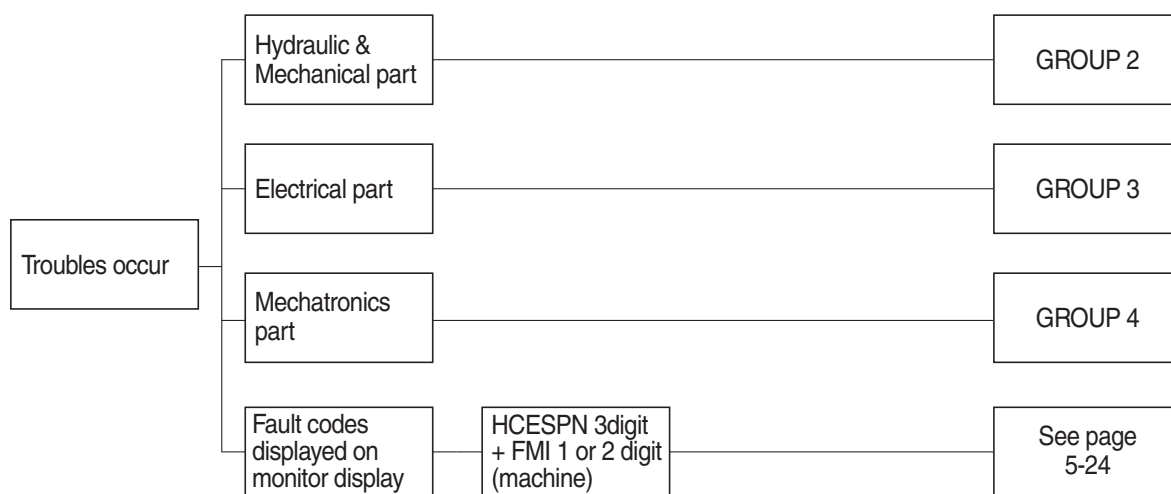 Troubles occur
Hydraulic &
Mechanical part
GROUP 2
Electrical part
GROUP 3
Mechatronics
part
GROUP 4
Fault codes
displayed on
monitor display
HCESPN 3digit
+ FMI 1 or 2 digit
(machine)
See page
5-24